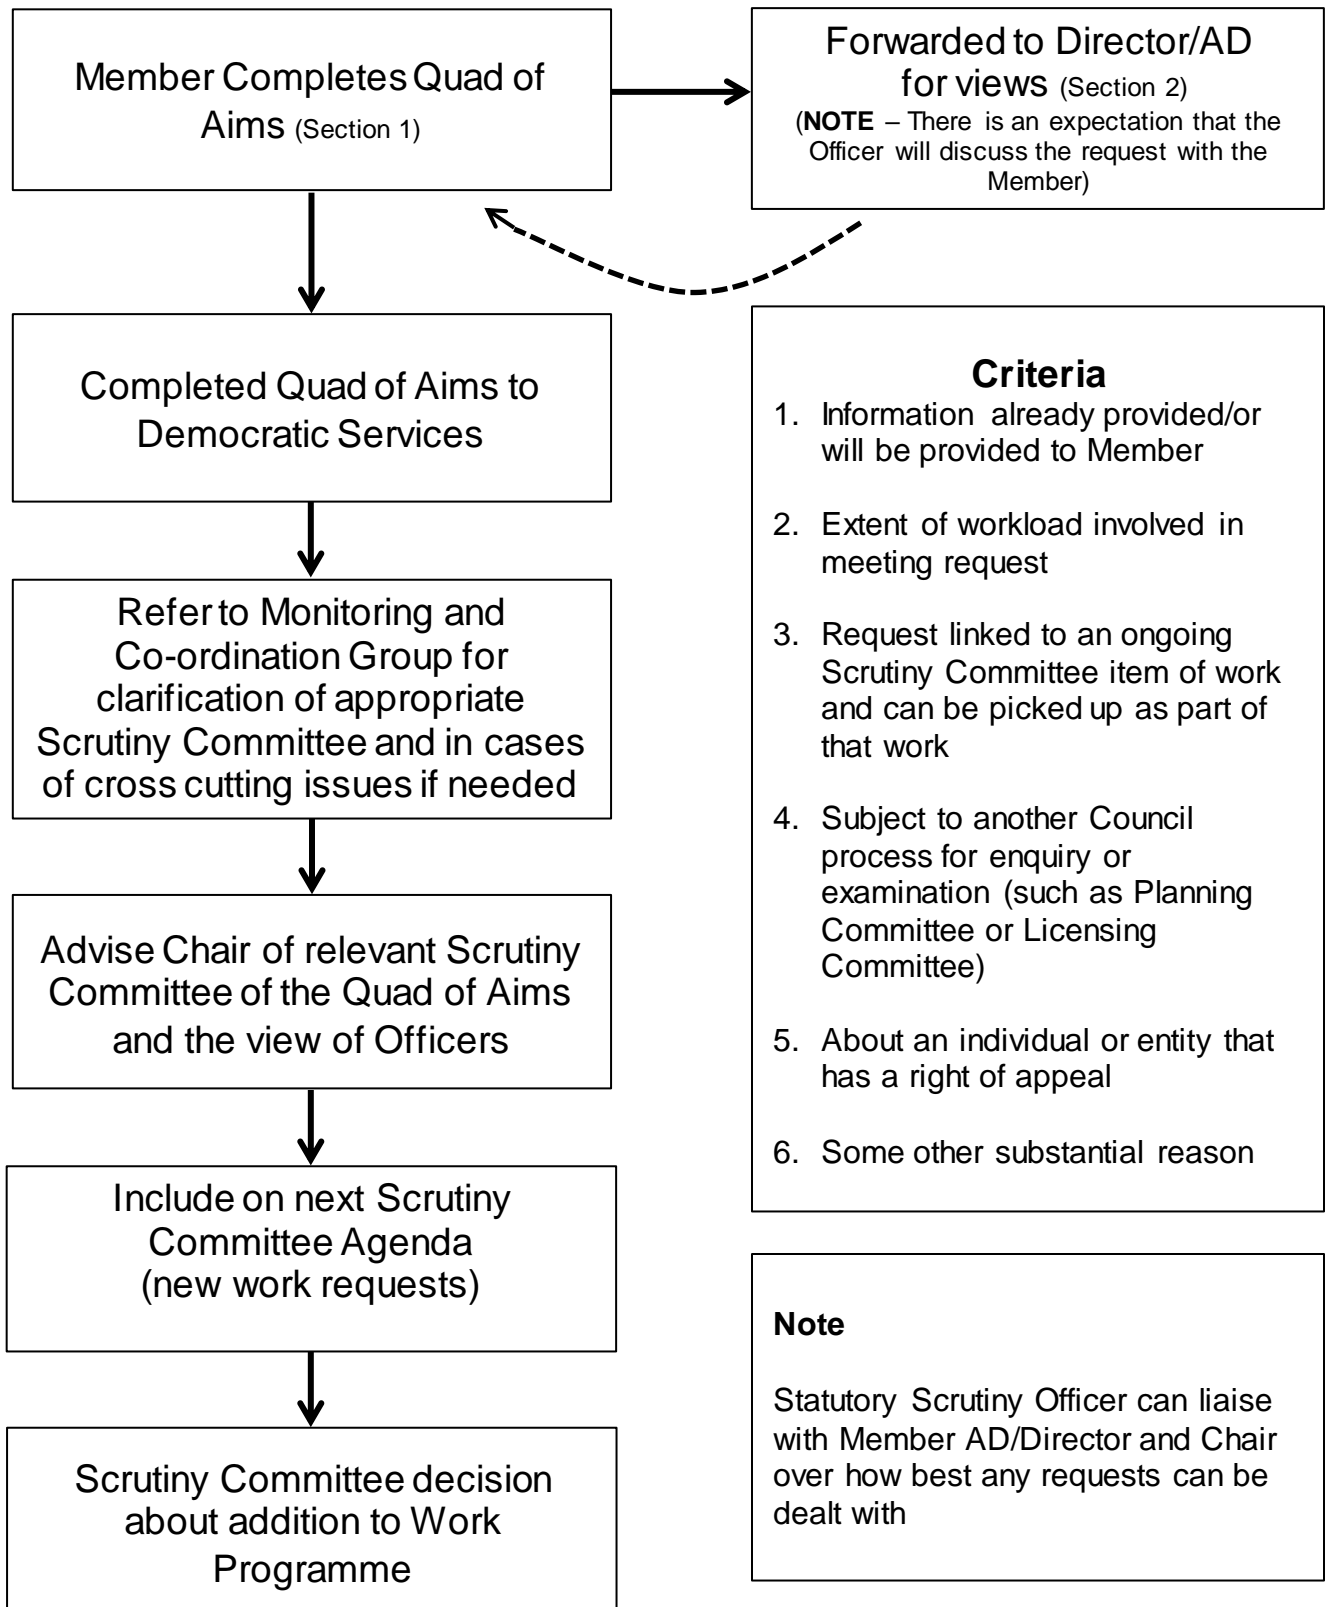 Member Completes Quad of
Aims (Section 1)
Forwarded to Director/AD
for views (Section 2)
(NOTE – There is an expectation that the
Officer will discuss the request with the
Member)
Completed Quad of Aims to
Democratic Services
Refer to Monitoring and
Co-ordination Group for
clarification of appropriate
Scrutiny Committee and in cases
of cross cutting issues if needed
Advise Chair of relevant Scrutiny
Committee of the Quad of Aims
and the view of Officers
Include on next Scrutiny
Committee Agenda
(new work requests)
Scrutiny Committee decision
about addition to Work
Programme
Criteria
1. Information already provided/or
will be provided to Member
2. Extent of workload involved in
meeting request
3. Request linked to an ongoing
Scrutiny Committee item of work
and can be picked up as part of
that work
4. Subject to another Council
process for enquiry or
examination (such as Planning
Committee or Licensing
Committee)
5. About an individual or entity that
has a right of appeal
6. Some other substantial reason
Note
Statutory Scrutiny Officer can liaise
with Member AD/Director and Chair
over how best any requests can be
dealt with